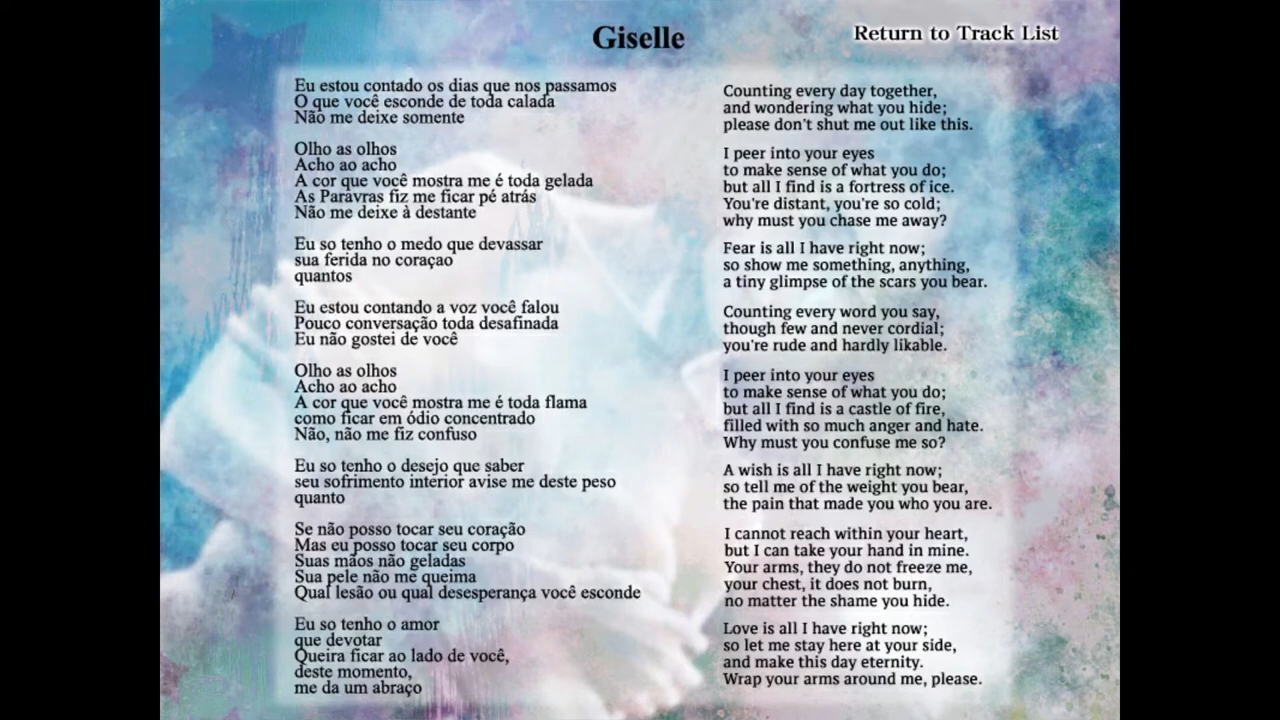 Giselle
Return to Track List
Eu estou contado os dias que nos passamos
O que você esconde de toda calada
Não me deixe somente
Olho as olhos
Acho ao acho
A cor que você mostra me é toda gelada
As Paravras fiz me ficar pé atrás
Não me deixe à destante
Eu so tenho o medo que devassar
sua ferida no coraçao
quantos
Eu estou contando a voz você falou
Pouco conversação toda desafinada
Eu não gostei de você
Olho as olhos
Acho ao acho
A cor que você mostra me é toda flama
como ficar em ódio concentrado
Não, não me fiz confuso
Eu so tenho o desejo que saber
seu sofrimento interior avise me deste peso
quanto
Se não posso tocar seu coração
Mas eu posso tocar seu corpo
Suas mãos não geladas
Sua pele não me queima
Qual lesão ou qual desesperança você esconde
Eu so tenho o amor
que devotar
Queira ficar ao lado de você,
deste momento,
me da um abraço
Counting every day together,
and wondering what you hide;
please don't shut me out like this.
I peer into your eyes
to make sense of what you do;
but all I find is a fortress of ice.
You're distant, you're so cold;
why must you chase me away?
Fear is all I have right now;
so show me something, anything,
a tiny glimpse of the scars you bear.
Counting every word you say,
though few and never cordial;
you're rude and hardly likable.
I peer into your eyes
to make sense of what you do;
but all I find is a castle of fire,
filled with so much anger and hate.
Why must you confuse me so?
A wish is all I have right now;
so tell me of the weight you bear,
the pain that made you who you are.
I cannot reach within your heart,
but I can take your hand in mine.
Your arms, they do not freeze me,
your chest, it does not burn,
no matter the shame you hide.
Love is all I have right now;
so let me stay here at your side,
and make this day eternity.
Wrap your arms around me, please.